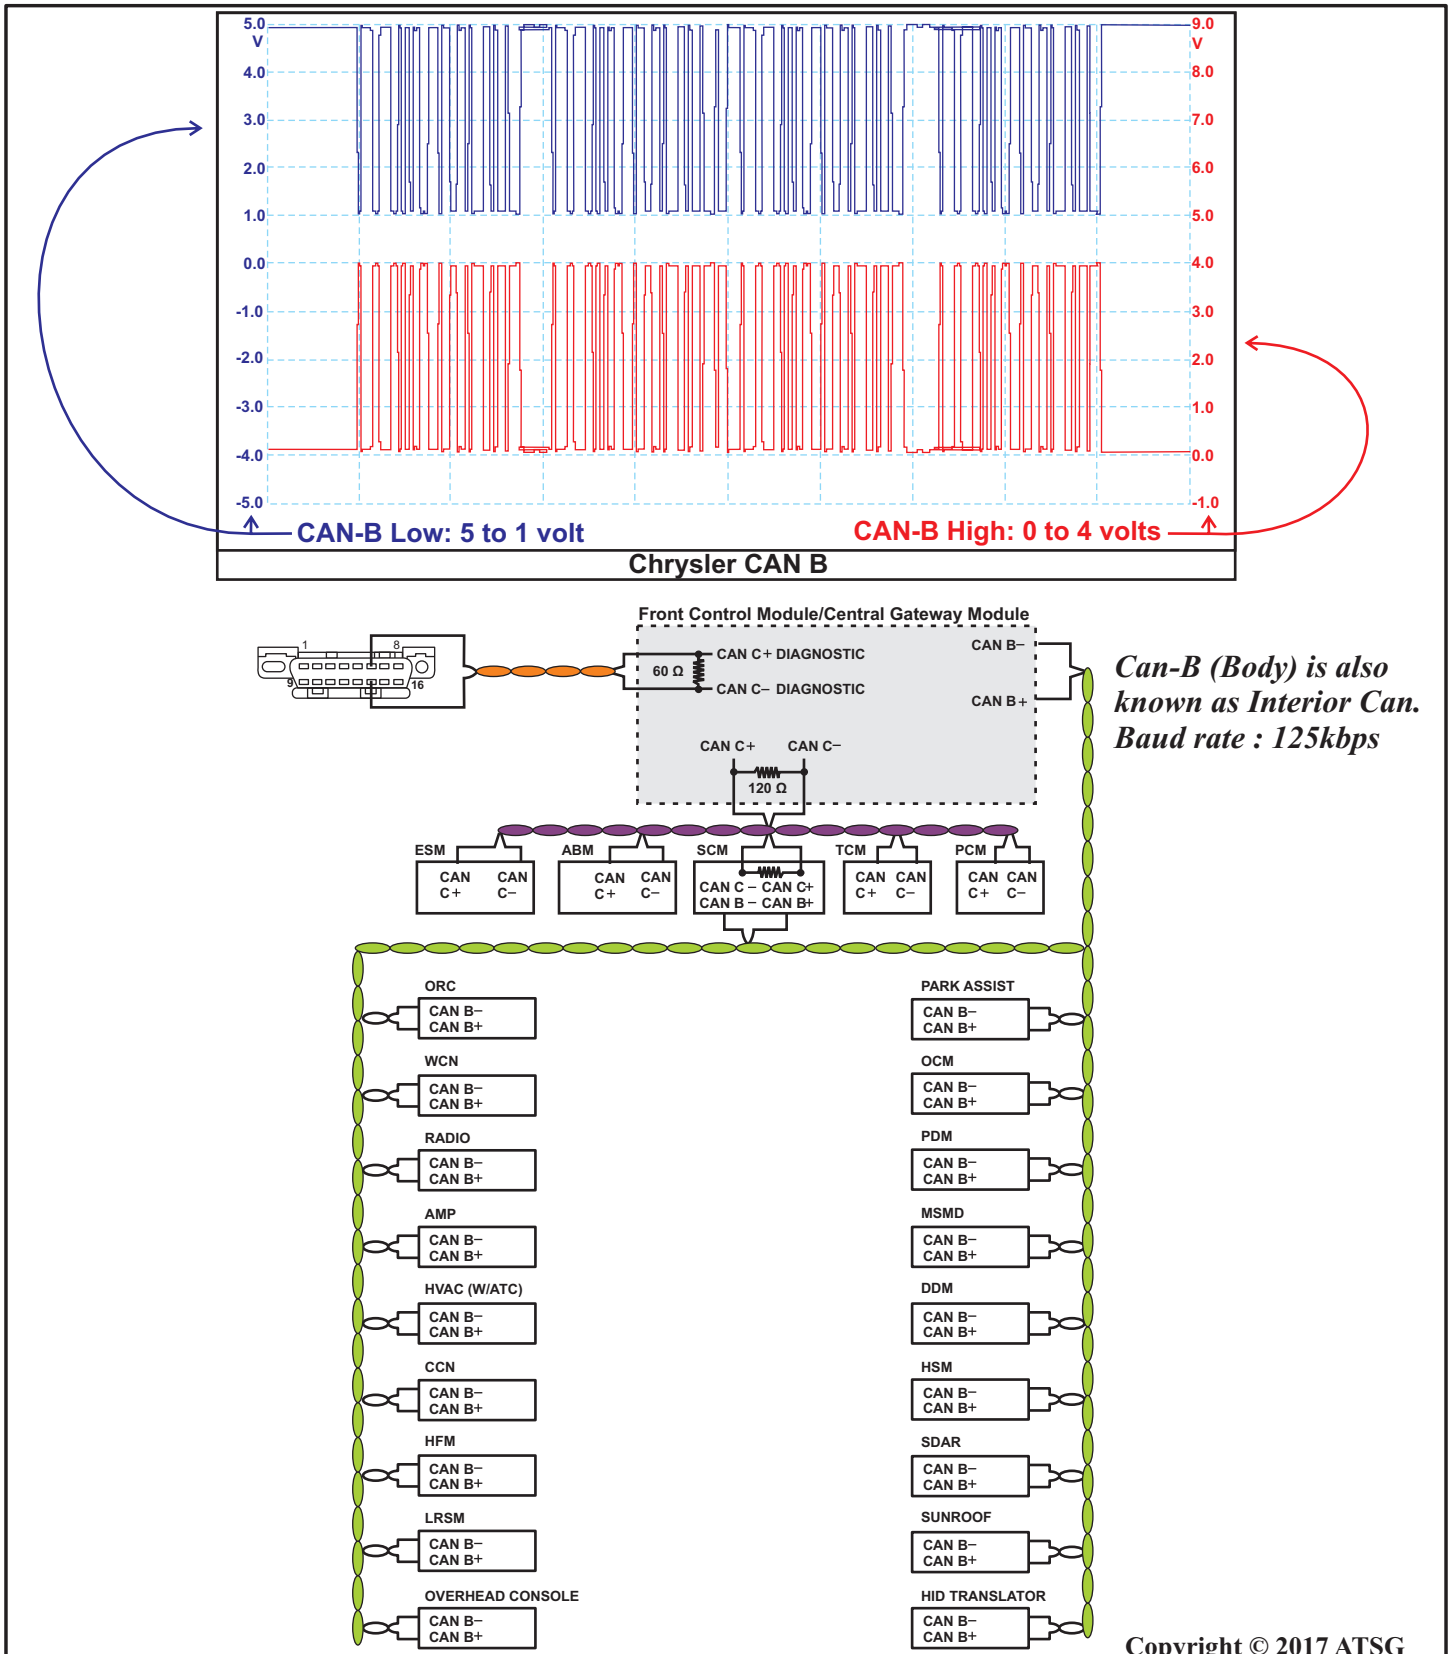 5.0
V
4.0
3.0
2.0
1.0
0.0
-1.0
-2.0
-3.0
-4.0
-5.0
9.0
V
8.0
7.0
6.0
5.0
4.0
3.0
2.0
1.0
0.0
-1.0
CAN-B Low: 5 to 1 volt
CAN-B High: 0 to 4 volts
Chrysler CAN B
Front Control Module/Central Gateway Module
1
8
9
16
60 Ω
CAN C+ DIAGNOSTIC
CAN C– DIAGNOSTIC
CAN B–
CAN B+
CAN C+
CAN C–
120 Ω
Can-B (Body) is also
known as Interior Can.
Baud rate : 125kbps
ESM
CAN CAN
C+ C–
ABM
CAN CAN
C+ C–
SCM
CAN C – CAN C+
CAN B – CAN B+
TCM
CAN CAN
C+ C–
PCM
CAN CAN
C+ C–
ORC
CAN B–
CAN B+
WCN
CAN B–
CAN B+
RADIO
CAN B–
CAN B+
AMP
CAN B–
CAN B+
HVAC (W/ATC)
CAN B–
CAN B+
CCN
CAN B–
CAN B+
HFM
CAN B–
CAN B+
LRSM
CAN B–
CAN B+
OVERHEAD CONSOLE
CAN B–
CAN B+
PARK ASSIST
CAN B–
CAN B+
OCM
CAN B–
CAN B+
PDM
CAN B–
CAN B+
MSMD
CAN B–
CAN B+
DDM
CAN B–
CAN B+
HSM
CAN B–
CAN B+
SDAR
CAN B–
CAN B+
SUNROOF
CAN B–
CAN B+
HID TRANSLATOR
CAN B–
CAN B+
Copyright © 2017 ATSG